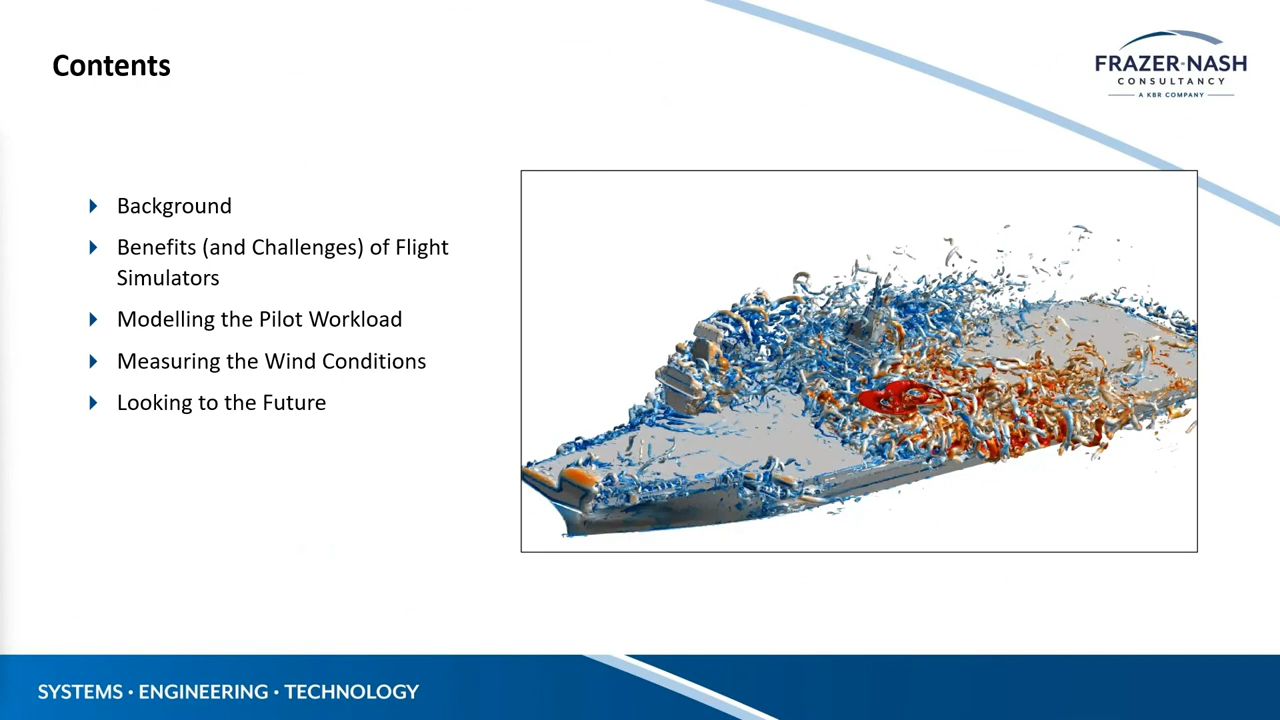 Contents
FRAZER-NASH
CONSULTANCY
A KBR COMPANY
Background
Benefits (and Challenges) of Flight
Simulators
Modelling the Pilot Workload
Measuring the Wind Conditions
Looking to the Future
SYSTEMS • ENGINEERING • TECHNOLOGY